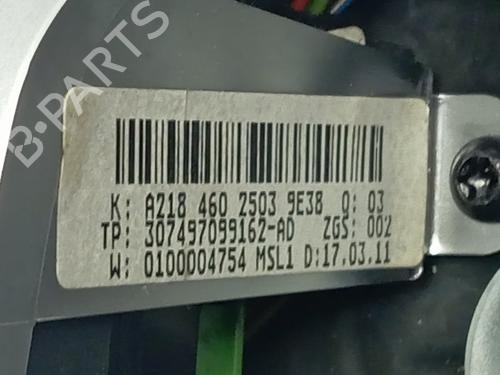 B-PARTS
K: A218 460 2503 9E38 Q: 03
TP: 307497099162-AD ZGS: 002
W: 0100004754 MSL1 D:17.03.11